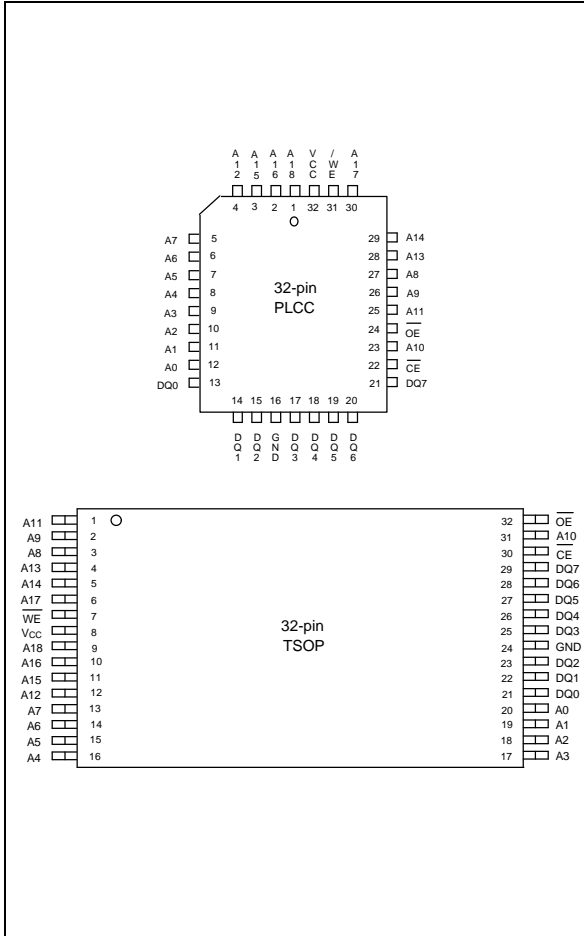 A12 A15 A16 A18 VCC /WE A17
4 3 2 1 32 31 30
A7 5 29 A14
A6 6 28 A13
A5 7 27 A8
A4 8 26 A9
A3 9 25 A11
A2 10 24 OE
A1 11 23 A10
A0 12 22 CE
DQ0 13 21 DQ7
32-pin
PLCC
14 15 16 17 18 19 20
DQ1 DQ2 GND DQ3 DQ4 DQ5 DQ6
A11 1 32 OE
A9 2 31 A10
A8 3 30 CE
A13 4 29 DQ7
A14 5 28 DQ6
A17 6 27 DQ5
WE 7 26 DQ4
VCC 8 25 DQ3
A18 9 24 GND
A16 10 23 DQ2
A15 11 22 DQ1
A12 12 21 DQ0
A7 13 20 A0
A6 14 19 A1
A5 15 18 A2
A4 16 17 A3
32-pin
TSOP